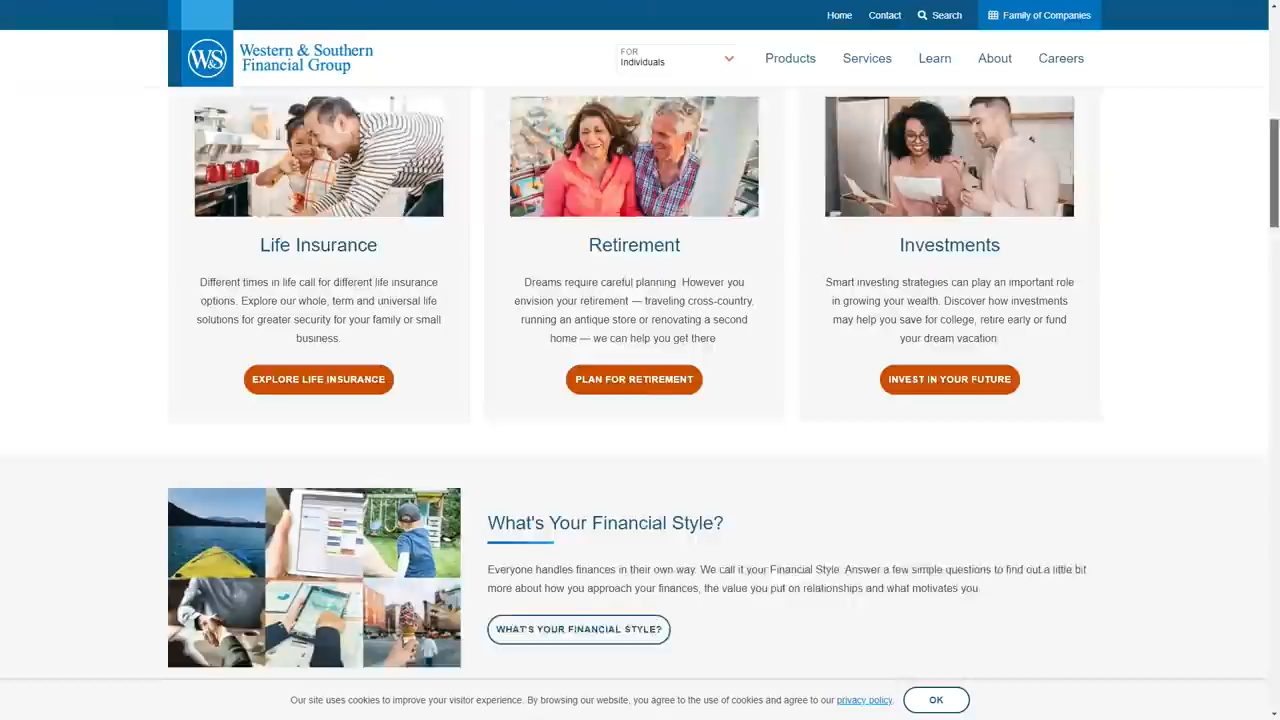 Home Contact Search Family of Companies
W&S Western & Southern
Financial Group
FOR
Individuals
Products Services Learn About Careers
Life Insurance
Different times in life call for different life insurance
options. Explore our whole, term and universal life
solutions for greater security for your family or small
business.
EXPLORE LIFE INSURANCE
Retirement
Dreams require careful planning. However you
envision your retirement — traveling cross-country,
running an antique store or renovating a second
home — we can help you get there
PLAN FOR RETIREMENT
Investments
Smart investing strategies can play an important role
in growing your wealth. Discover how investments
may help you save for college, retire early or fund
your dream vacation
INVEST IN YOUR FUTURE
What's Your Financial Style?
Everyone handles finances in their own way. We call it your Financial Style. Answer a few simple questions to find out a little bit
more about how you approach your finances, the value you put on relationships and what motivates you
WHAT'S YOUR FINANCIAL STYLE?
Our site uses cookies to improve your visitor experience. By browsing our website, you agree to the use of cookies and agree to our privacy policy.
OK